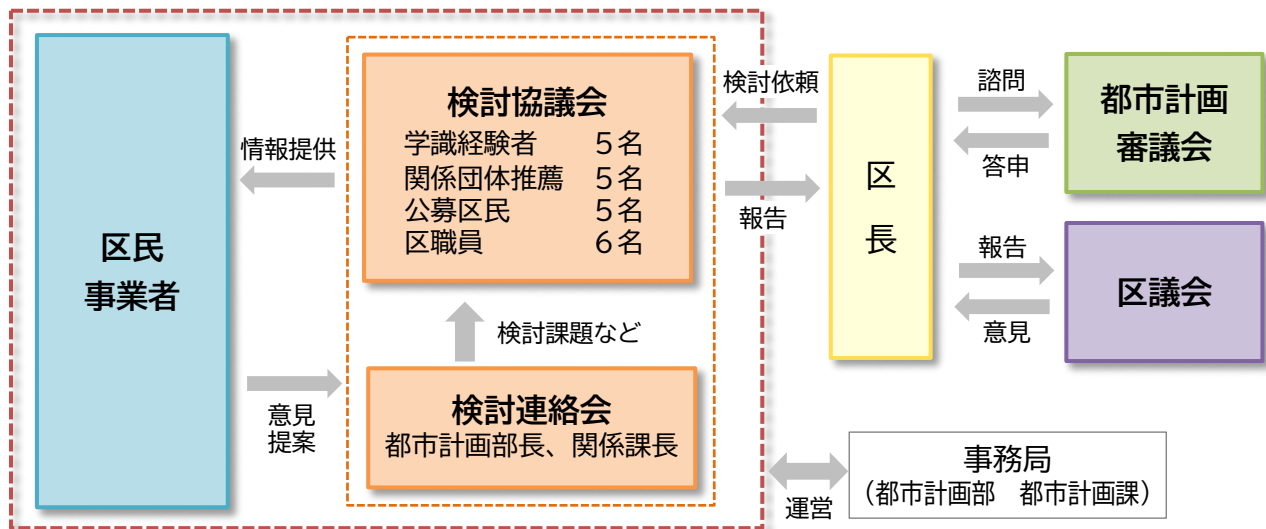 区民
事業者
情報提供
意見
提案
検討協議会
学識経験者　　５名
関係団体推薦　５名
公募区民　　　５名
区職員　　　　６名
検討課題など
検討連絡会
都市計画部長、関係課長
検討依頼
報告
区
長
諮問
答申
都市計画
審議会
報告
意見
区議会
運営
事務局
（都市計画部　都市計画課）